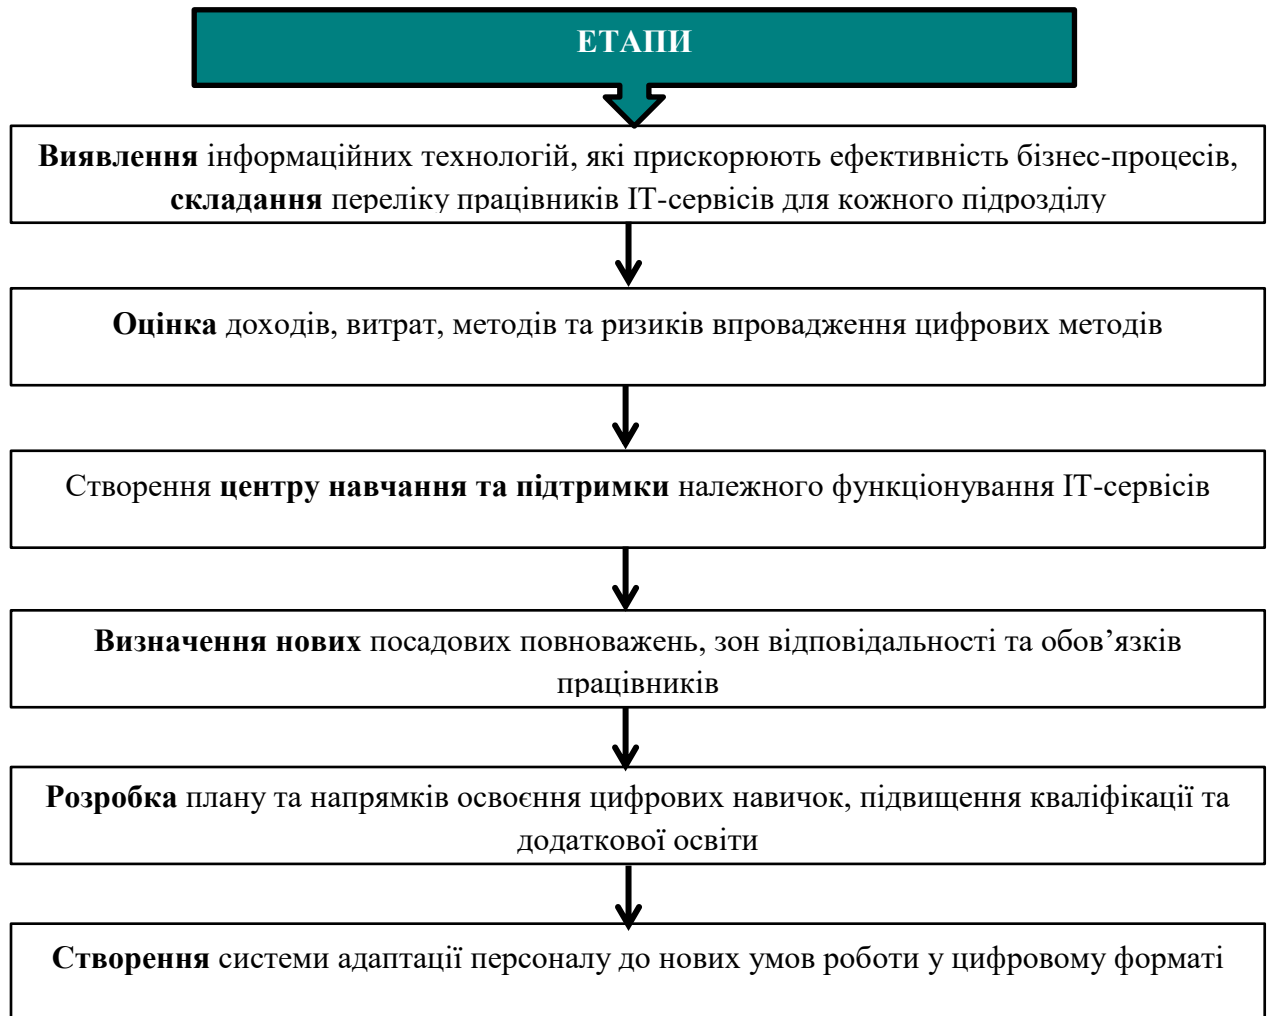 ЕТАПИ
Виявлення інформаційних технологій, які прискорюють ефективність бізнес-процесів,
складання переліку працівників ІТ-сервісів для кожного підрозділу
Оцінка доходів, витрат, методів та ризиків впровадження цифрових методів
Створення центру навчання та підтримки належного функціонування ІТ-сервісів
Визначення нових посадових повноважень, зон відповідальності та обов’язків
працівників
Розробка плану та напрямків освоєння цифрових навичок, підвищення кваліфікації та
додаткової освіти
Створення системи адаптації персоналу до нових умов роботи у цифровому форматі